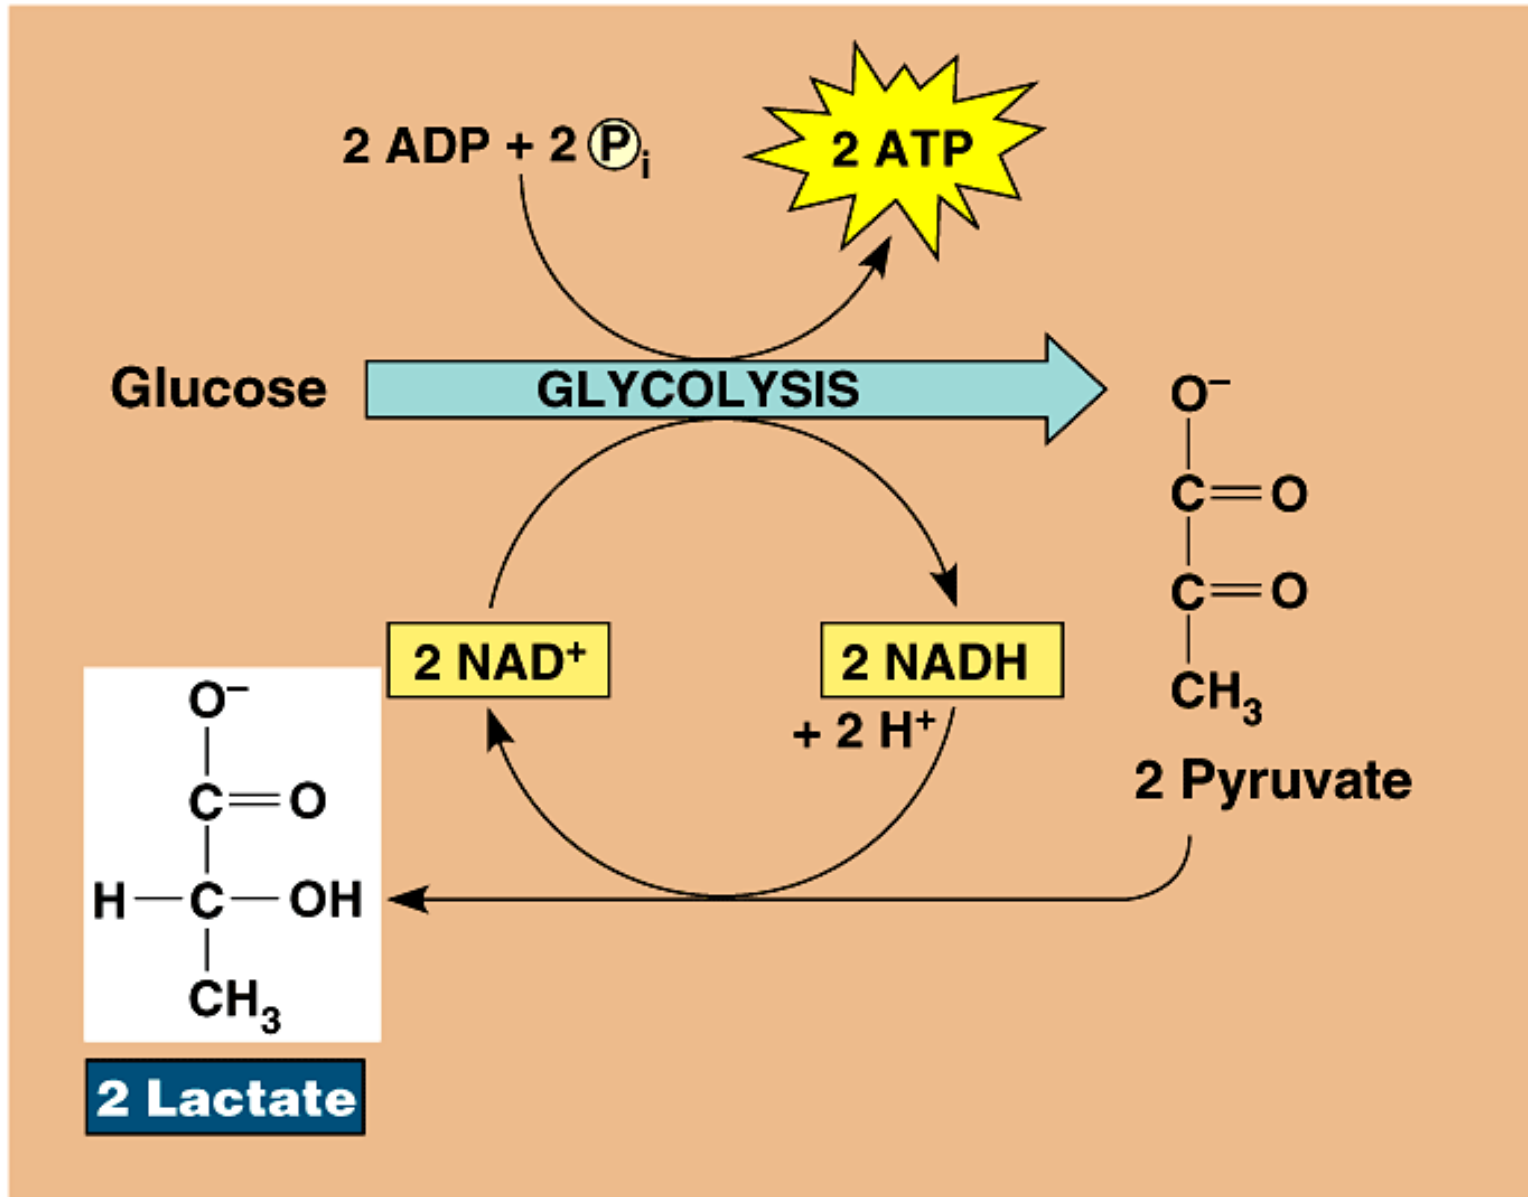 2 ADP + 2 Pᵢ
2 ATP
Glucose
GLYCOLYSIS
O⁻
C=O
C=O
CH₃
2 Pyruvate
2 NAD⁺
2 NADH
+ 2 H⁺
O⁻
C=O
H—C—OH
CH₃
2 Lactate